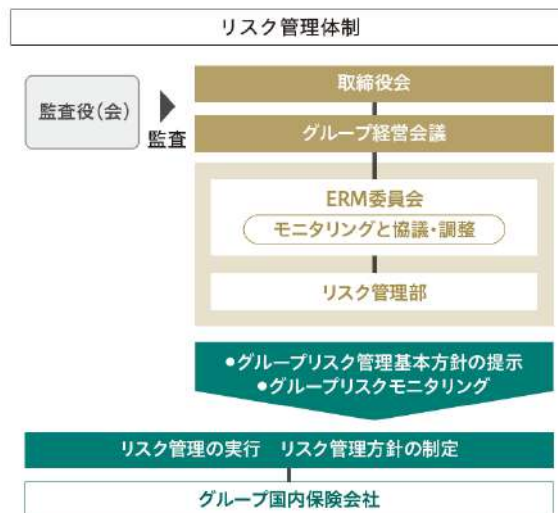 リスク管理体制
取締役会
監査役(会)
監査
グループ経営会議
ERM委員会
モニタリングと協議・調整
リスク管理部
●グループリスク管理基本方針の提示
●グループリスクモニタリング
リスク管理の実行 リスク管理方針の制定
グループ国内保険会社